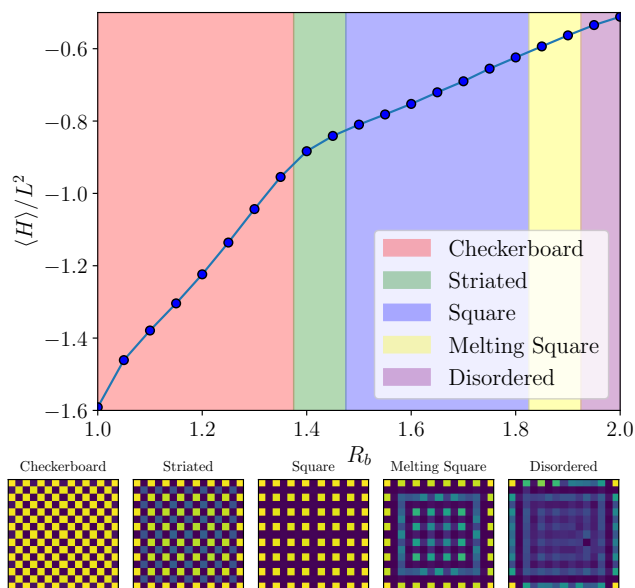 −0.6
−0.8
−1.0
−1.2
−1.4
−1.6
⟨H⟩/L²
Checkerboard
Striated
Square
Melting Square
Disordered
1.0 1.2 1.4 1.6 1.8 2.0
R_b
Checkerboard Striated Square Melting Square Disordered